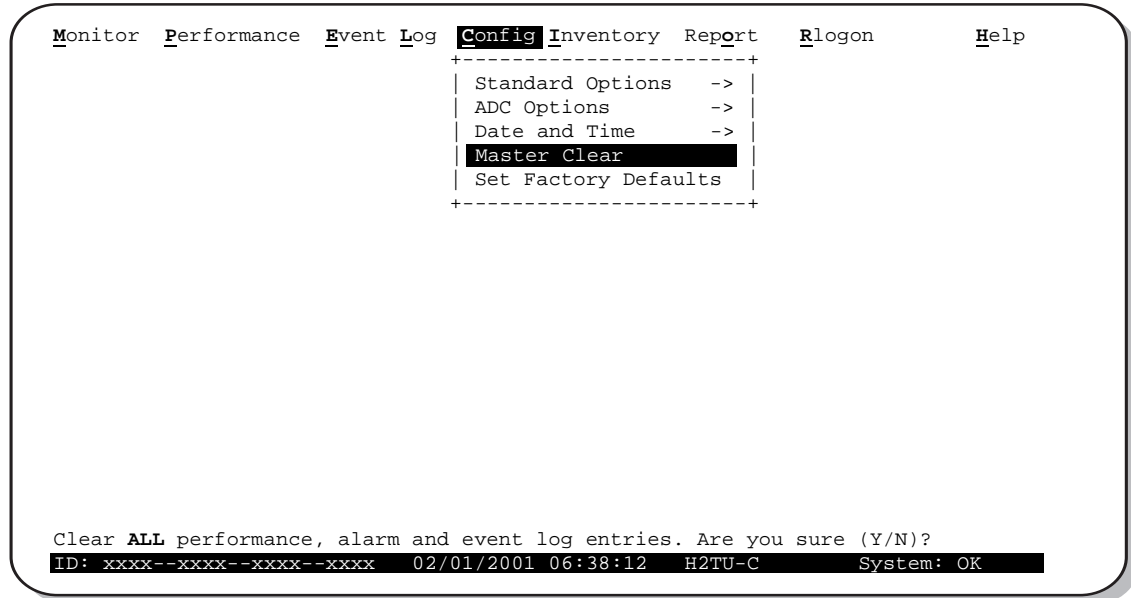 Monitor Performance Event Log Config Inventory Report Rlogon Help
+-----------------------+
| Standard Options -> |
| ADC Options -> |
| Date and Time -> |
| Master Clear |
| Set Factory Defaults |
+-----------------------+
Clear ALL performance, alarm and event log entries. Are you sure (Y/N)?
ID: xxxx--xxxx--xxxx--xxxx 02/01/2001 06:38:12 H2TU-C System: OK